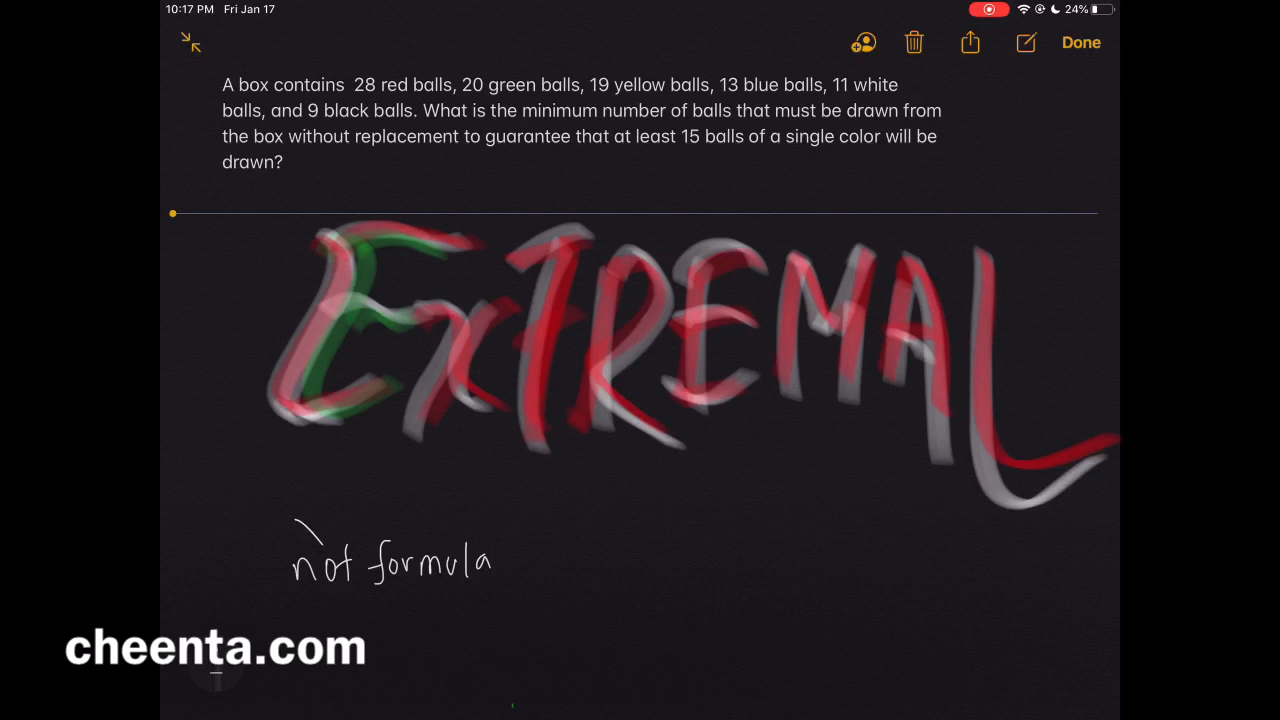 10:17 PM Fri Jan 17
24%
Done
A box contains 28 red balls, 20 green balls, 19 yellow balls, 13 blue balls, 11 white
balls, and 9 black balls. What is the minimum number of balls that must be drawn from
the box without replacement to guarantee that at least 15 balls of a single color will be
drawn?
EXTREMAL
not formula
cheenta.com